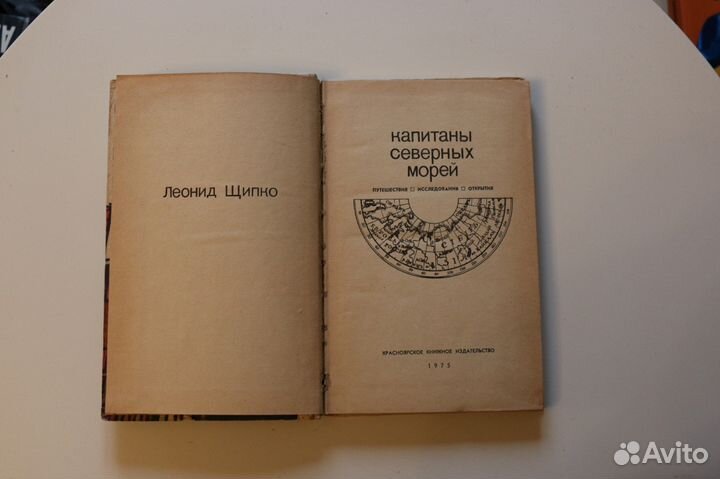 Леонид Щипко
капитаны
северных
морей
ПУТЕШЕСТВИЯ □ ИССЛЕДОВАНИЯ □ ОТКРЫТИЯ
КРАСНОЯРСКОЕ КНИЖНОЕ ИЗДАТЕЛЬСТВО
1975
Avito